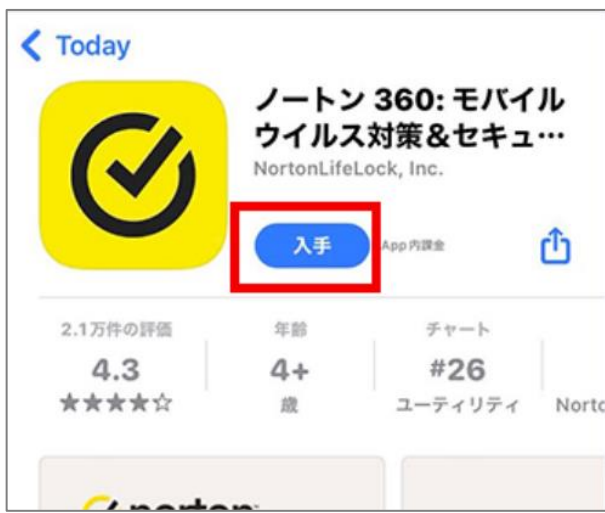 Today
ノートン 360: モバイル
ウイルス対策&セキュ…
NortonLifeLock, Inc.
入手
App 内課金
2.1万件の評価
年齢
チャート
4.3
4+
#26
★★★★☆
歳
ユーティリティ
Norto
norton